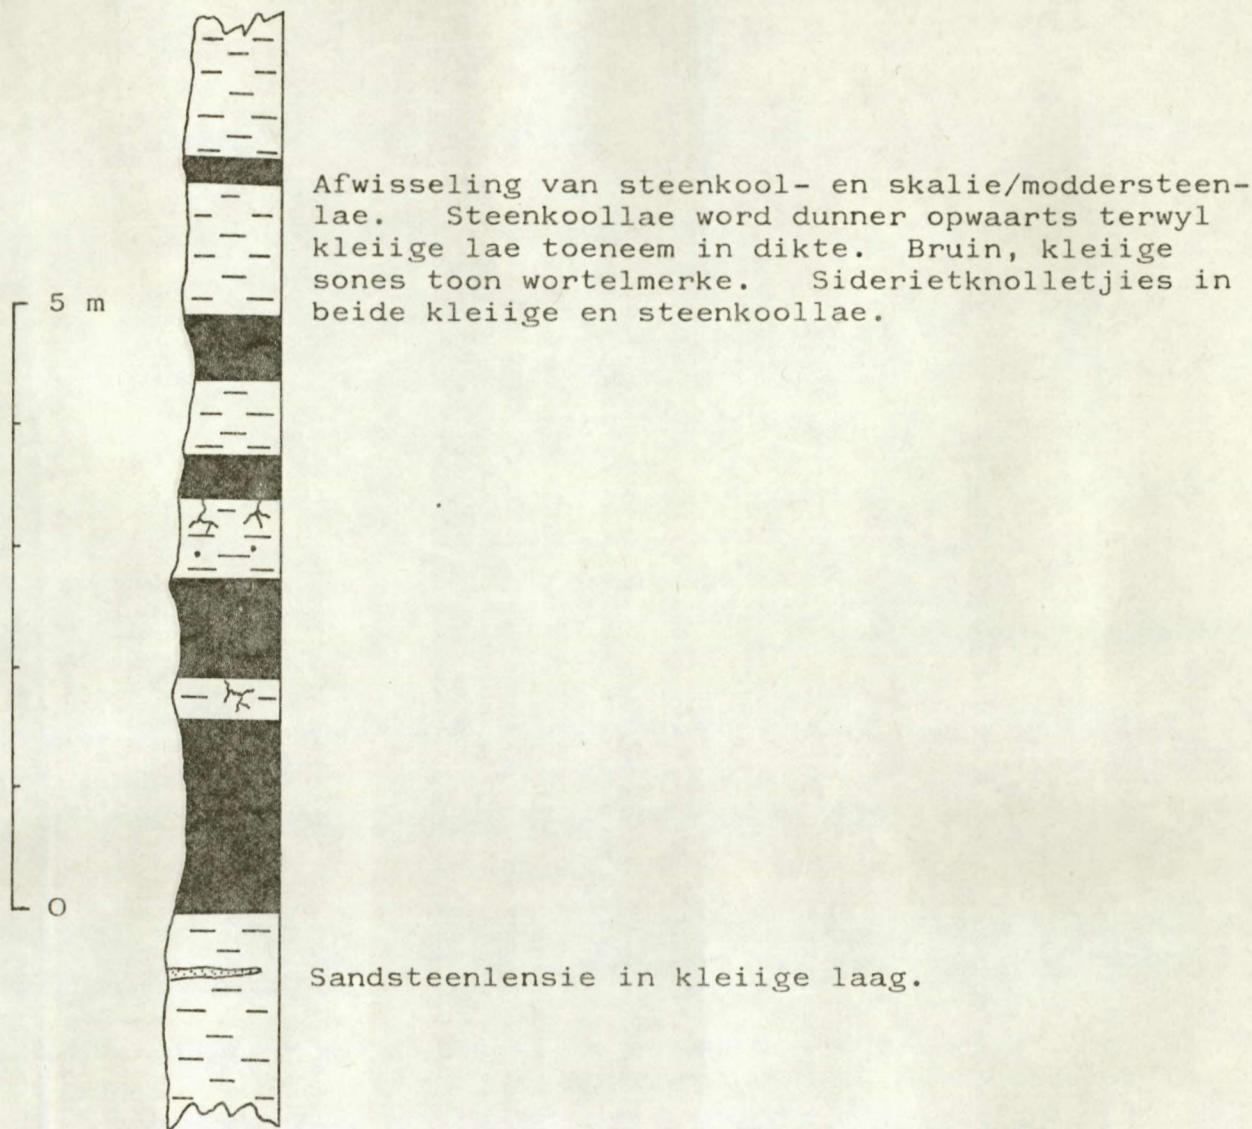 Afwisseling van steenkool- en skalie/moddersteen-
lae. Steenkoollae word dunner opwaarts terwyl
kleiige lae toeneem in dikte. Bruin, kleiige
sones toon wortelmerke. Siderietknolletjies in
beide kleiige en steenkoollae.
5 m
0
Sandsteenlensie in kleiige laag.